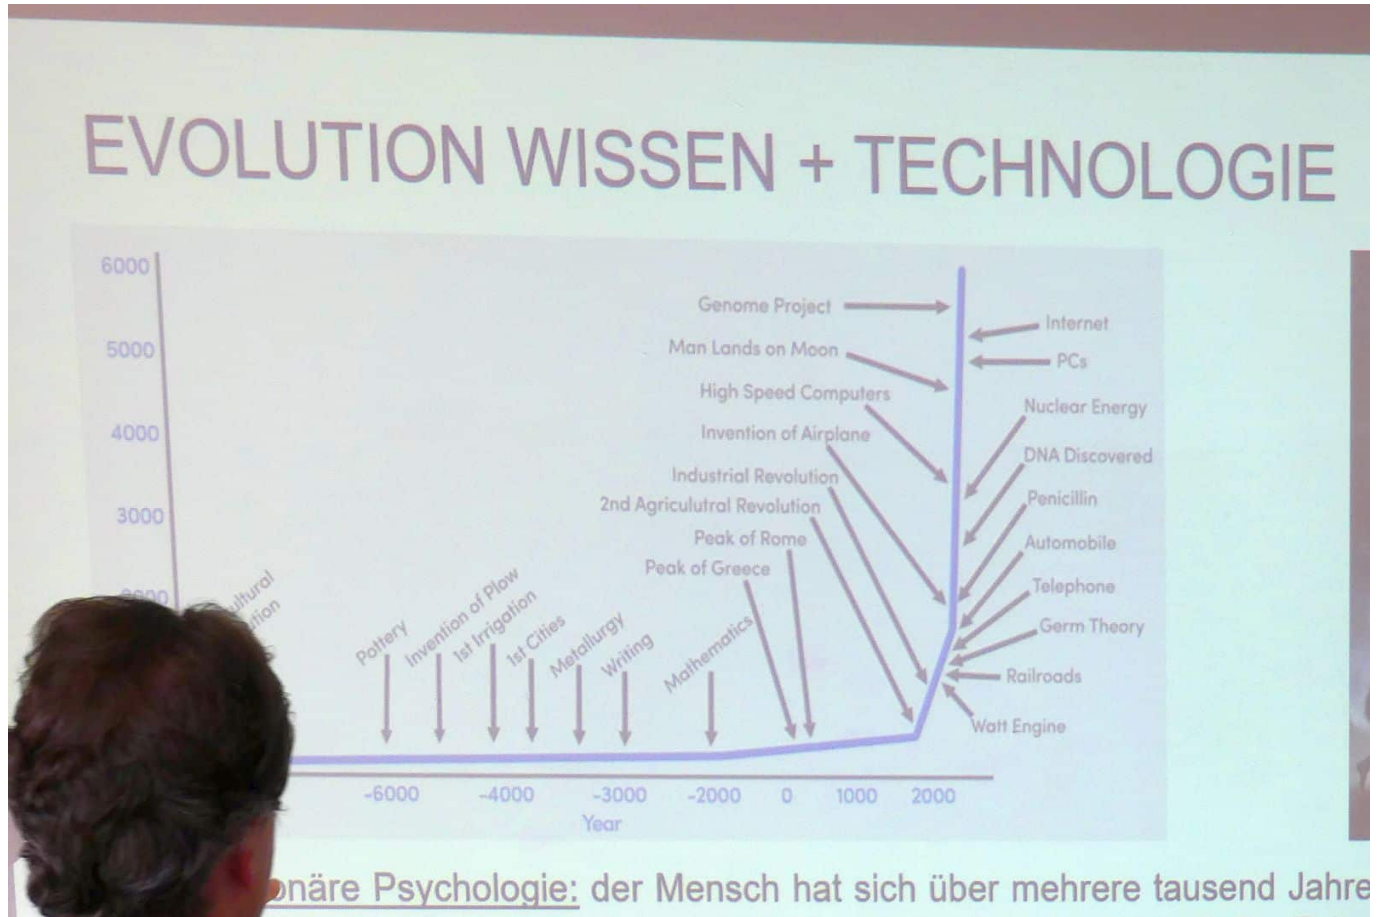 EVOLUTION WISSEN + TECHNOLOGIE
6000
5000
4000
3000
Genome Project
Man Lands on Moon
High Speed Computers
Invention of Airplane
Industrial Revolution
2nd Agriculutral Revolution
Peak of Rome
Peak of Greece
Internet
PCs
Nuclear Energy
DNA Discovered
Penicillin
Automobile
Telephone
Germ Theory
Railroads
Watt Engine
Pottery
Invention of Plow
1st Irrigation
1st Cities
Metallurgy
Writing
Mathematics
-6000 -4000 -3000 -2000 0 1000 2000
Year
onäre Psychologie: der Mensch hat sich über mehrere tausend Jahre